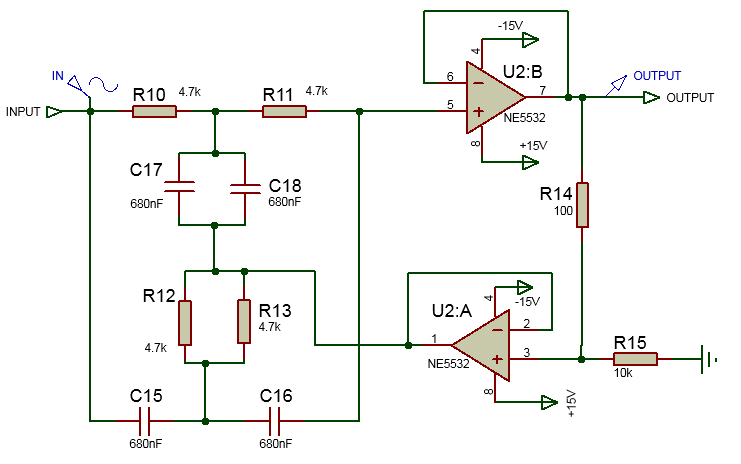 -15V
4
U2:B
IN
OUTPUT
R10
4.7k
R11
4.7k
6
7
INPUT
5
OUTPUT
NE5532
8
+15V
C17
680nF
C18
680nF
R14
100
R12
4.7k
R13
4.7k
U2:A
4
-15V
2
1
3
NE5532
8
+15V
R15
10k
C15
680nF
C16
680nF